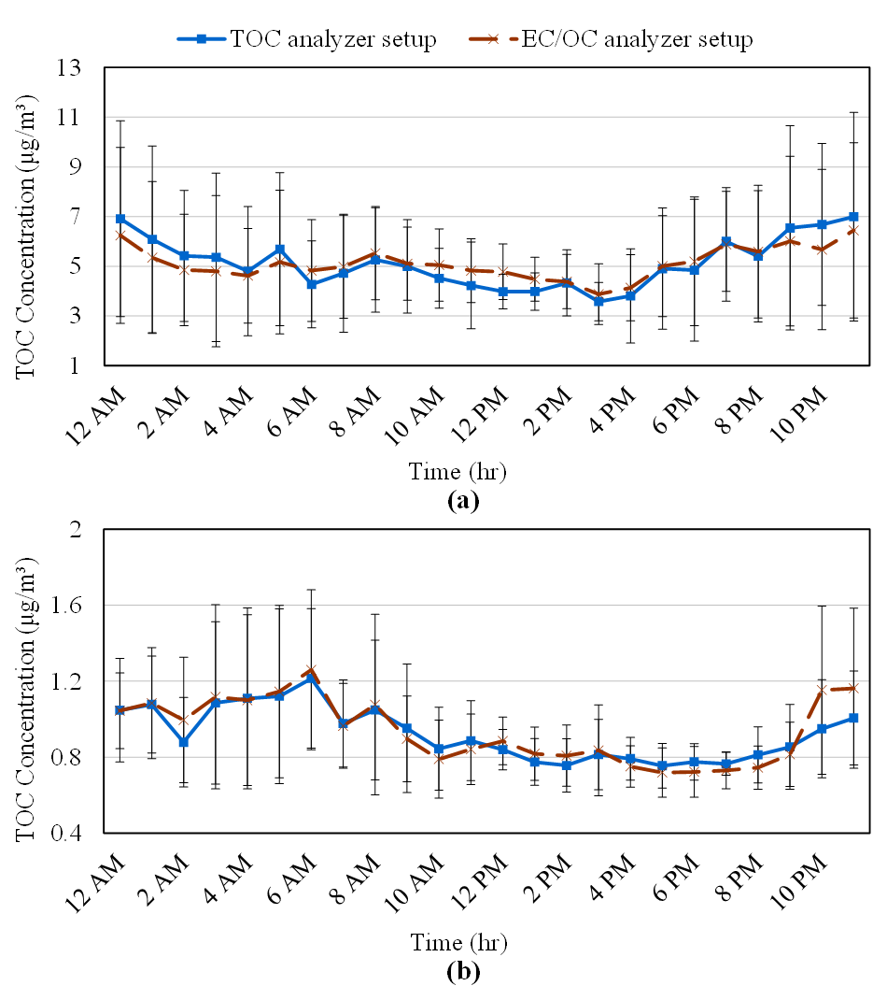 TOC analyzer setup EC/OC analyzer setup
13
11
9
7
5
3
1
TOC Concentration (µg/m³)
12 AM 2 AM 4 AM 6 AM 8 AM 10 AM 12 PM 2 PM 4 PM 6 PM 8 PM 10 PM
Time (hr)
(a)
2
1.6
1.2
0.8
0.4
TOC Concentration (µg/m³)
12 AM 2 AM 4 AM 6 AM 8 AM 10 AM 12 PM 2 PM 4 PM 6 PM 8 PM 10 PM
Time (hr)
(b)